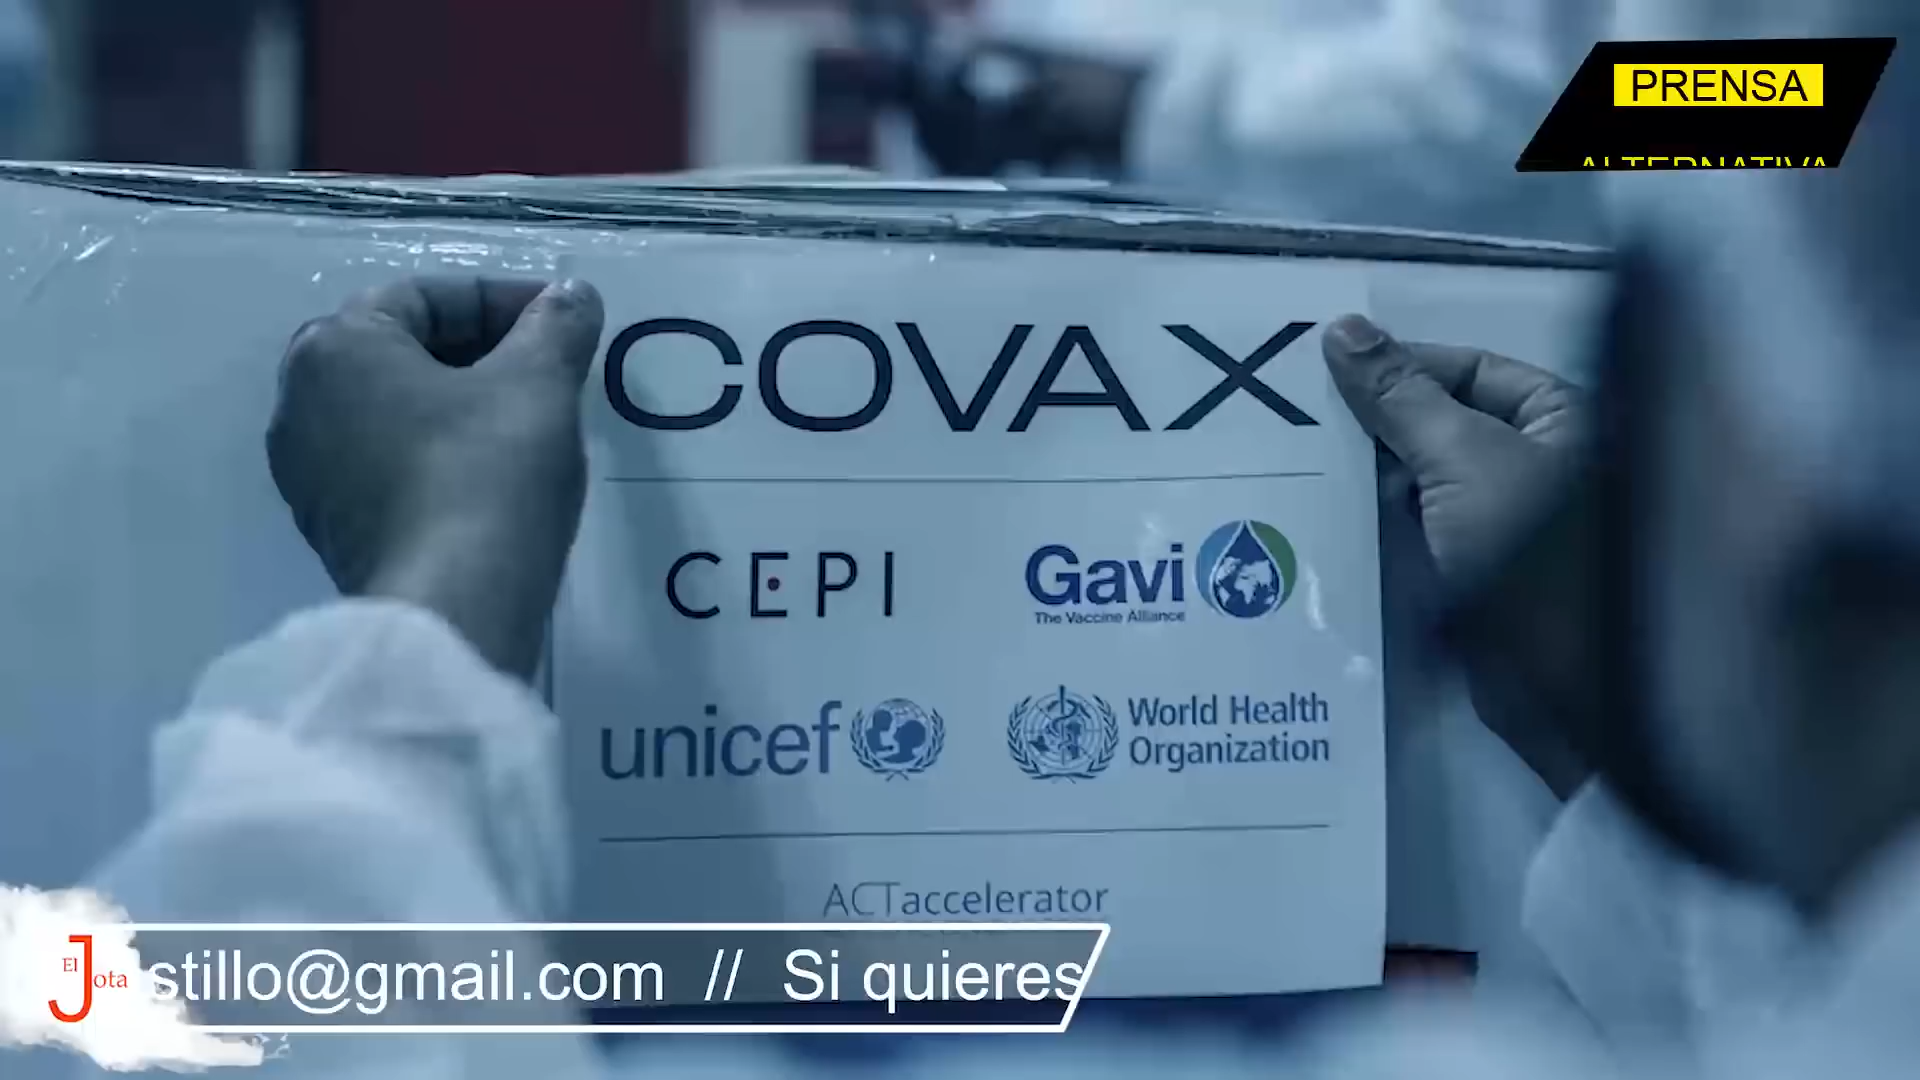 PRENSA
ALTERNATIVA
COVAX
CEPI
Gavi
The Vaccine Alliance
unicef
World Health
Organization
ACTaccelerator
El Jota
stillo@gmail.com // Si quieres